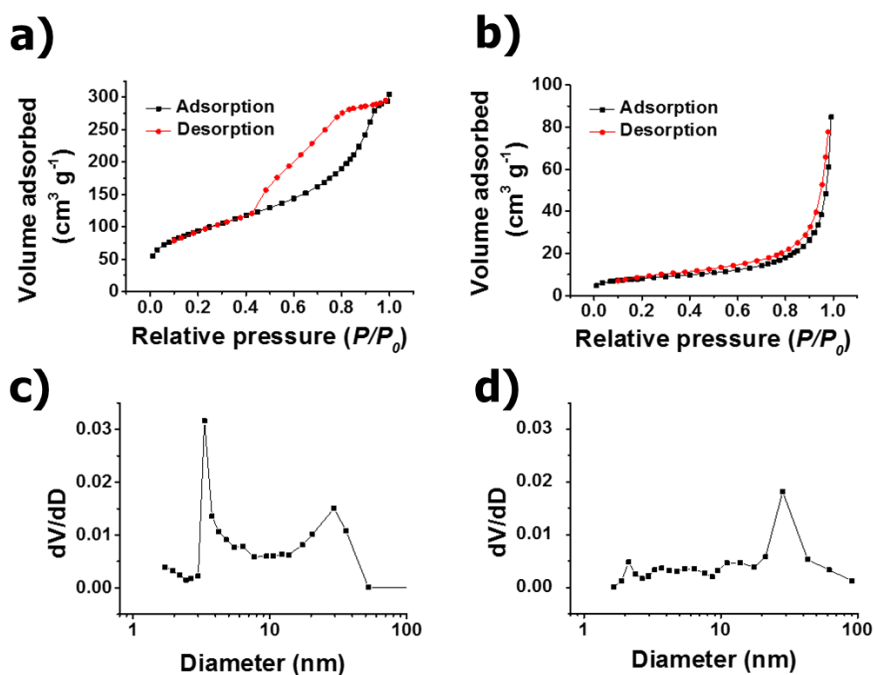 a)
Volume adsorbed
(cm³ g⁻¹)
300
250
200
150
100
50
0
Adsorption
Desorption
0.0 0.2 0.4 0.6 0.8 1.0
Relative pressure (P/P₀)
b)
Volume adsorbed
(cm³ g⁻¹)
100
80
60
40
20
0
Adsorption
Desorption
0.0 0.2 0.4 0.6 0.8 1.0
Relative pressure (P/P₀)
c)
dV/dD
0.03
0.02
0.01
0.00
1 10 100
Diameter (nm)
d)
dV/dD
0.03
0.02
0.01
0.00
1 10 100
Diameter (nm)